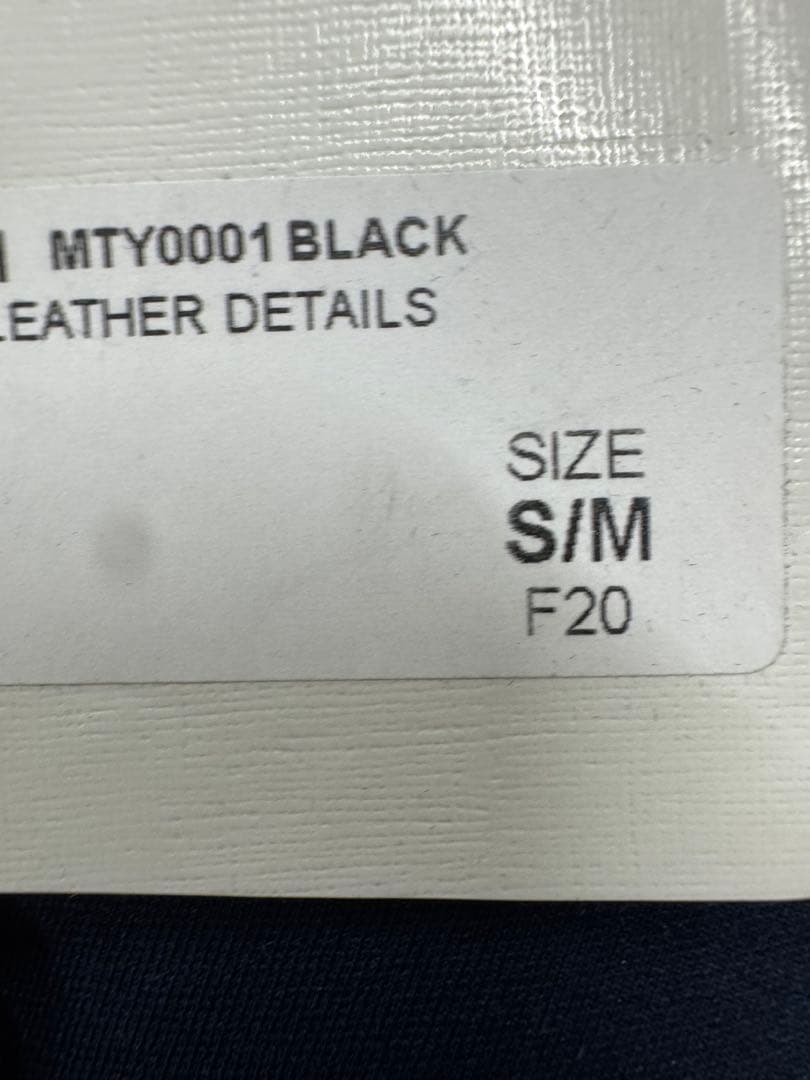 MTY0001 BLACK
LEATHER DETAILS
SIZE
S/M
F20